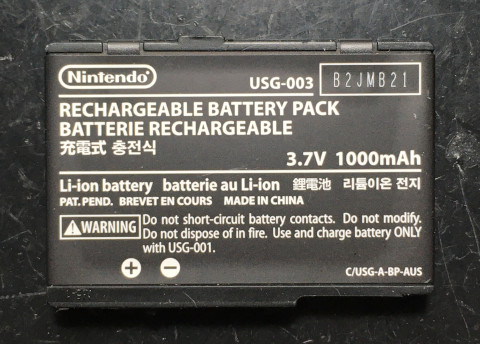 Nintendo
USG-003 B2JMB21
RECHARGEABLE BATTERY PACK
BATTERIE RECHARGEABLE
充電式 충전식
3.7V 1000mAh
Li-ion battery batterie au Li-ion 鋰電池 리튬이온 전지
PAT. PEND. BREVET EN COURS MADE IN CHINA
WARNING Do not short-circuit battery contacts. Do not modify.
Do not dispose of in fire. Use and charge battery ONLY
with USG-001.
+ −
C/USG-A-BP-AUS